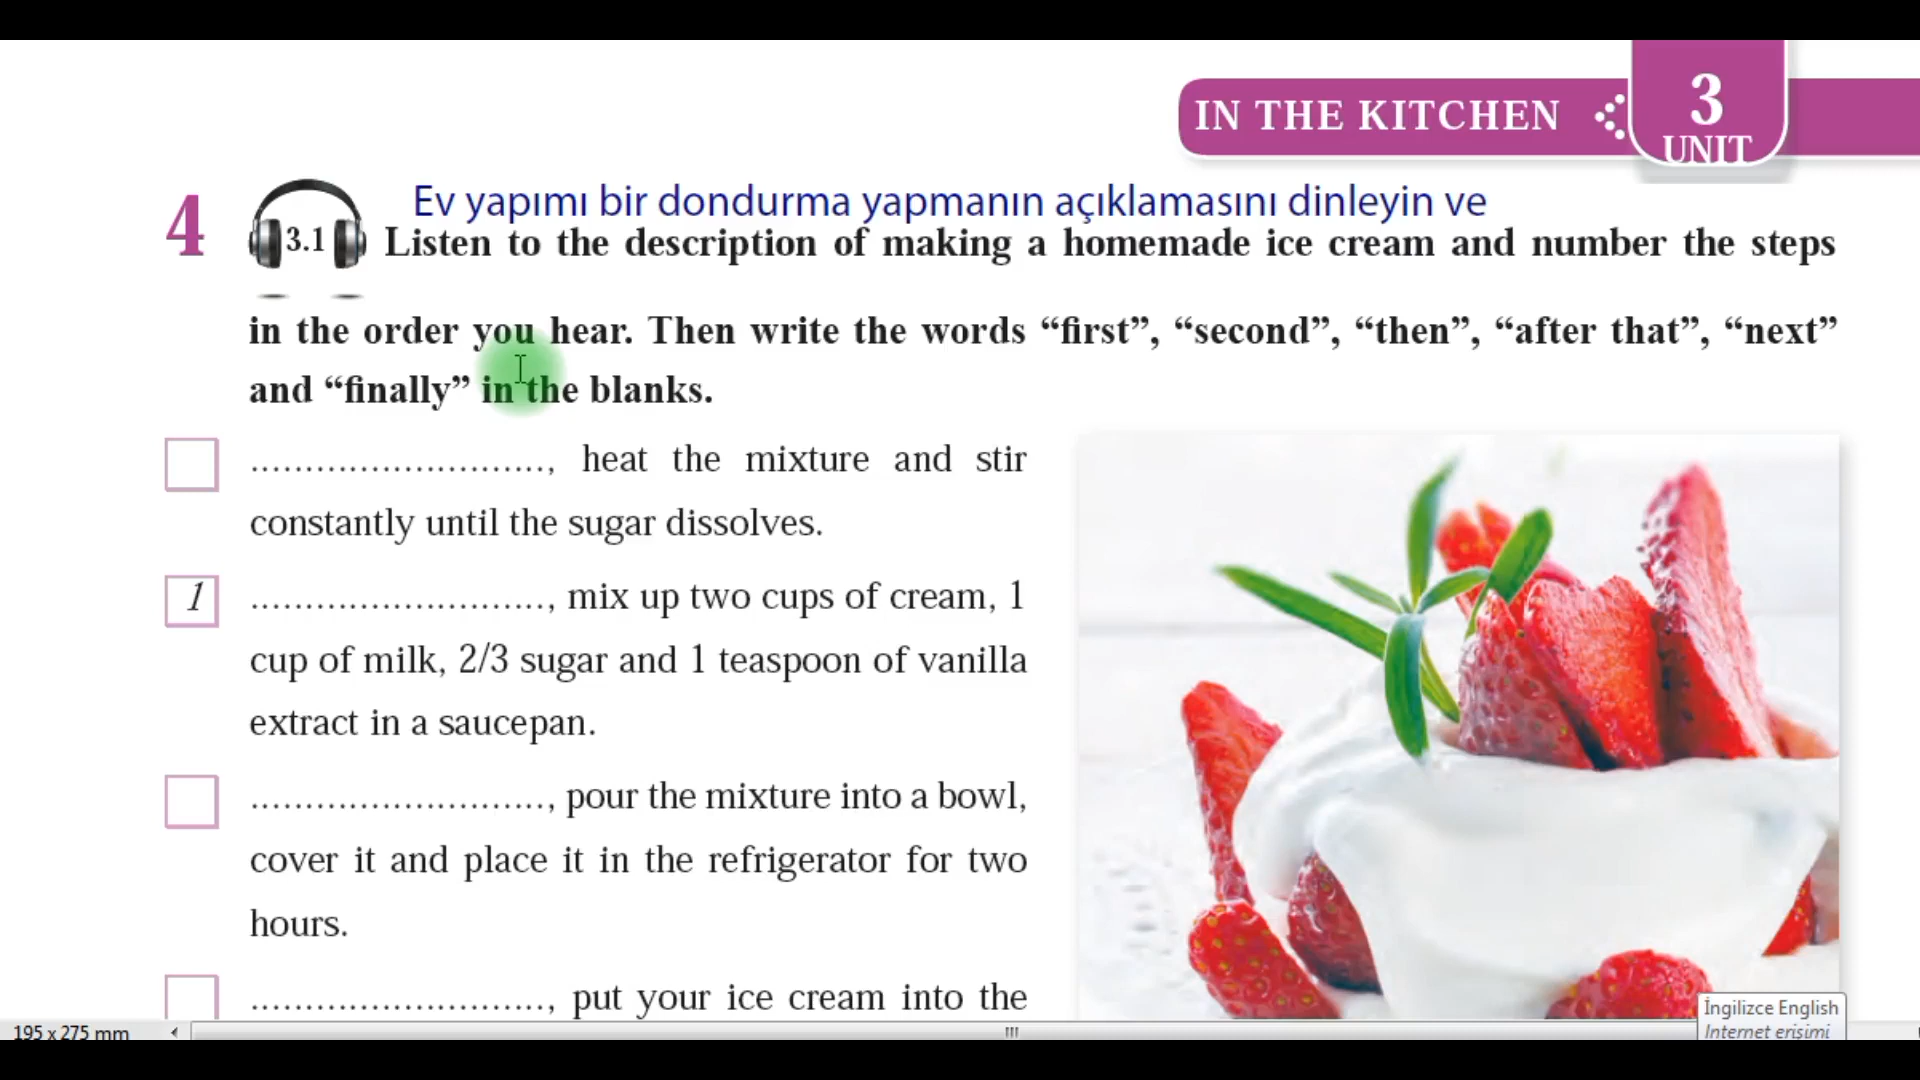 IN THE KITCHEN
3
UNIT
Ev yapımı bir dondurma yapmanın açıklamasını dinleyin ve
4
3.1
Listen to the description of making a homemade ice cream and number the steps
in the order you hear. Then write the words “first”, “second”, “then”, “after that”, “next”
and “finally” in the blanks.
..........................., heat the mixture and stir
constantly until the sugar dissolves.
1
..........................., mix up two cups of cream, 1
cup of milk, 2/3 sugar and 1 teaspoon of vanilla
extract in a saucepan.
..........................., pour the mixture into a bowl,
cover it and place it in the refrigerator for two
hours.
..........................., put your ice cream into the
İngilizce English
Internet erişimi
195 x 275 mm